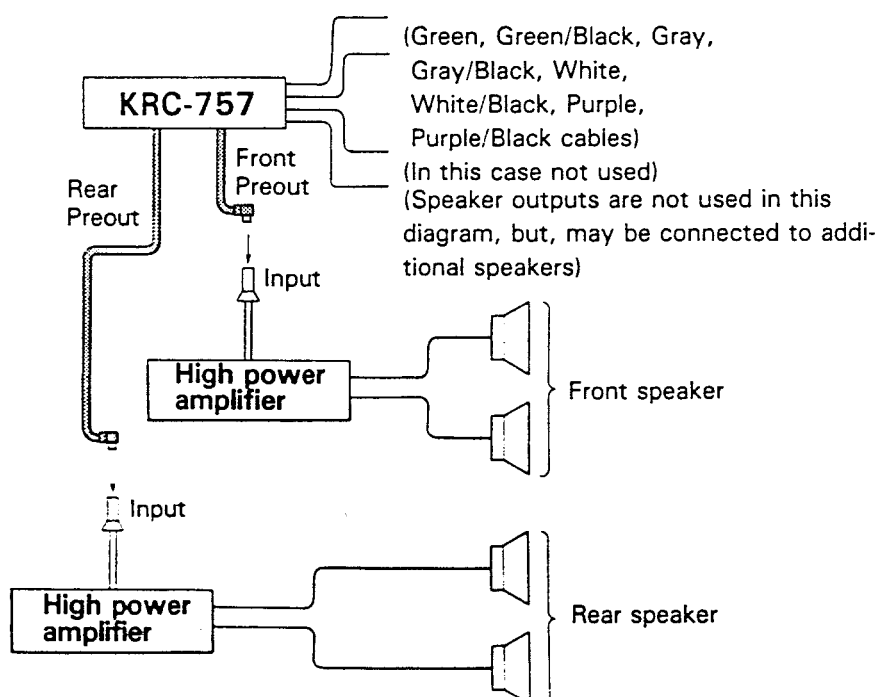 KRC-757
(Green, Green/Black, Gray,
Gray/Black, White,
White/Black, Purple,
Purple/Black cables)
(In this case not used)
(Speaker outputs are not used in this
diagram, but, may be connected to addi-
tional speakers)
Front
Preout
Rear
Preout
Input
High power
amplifier
Front speaker
Input
High power
amplifier
Rear speaker